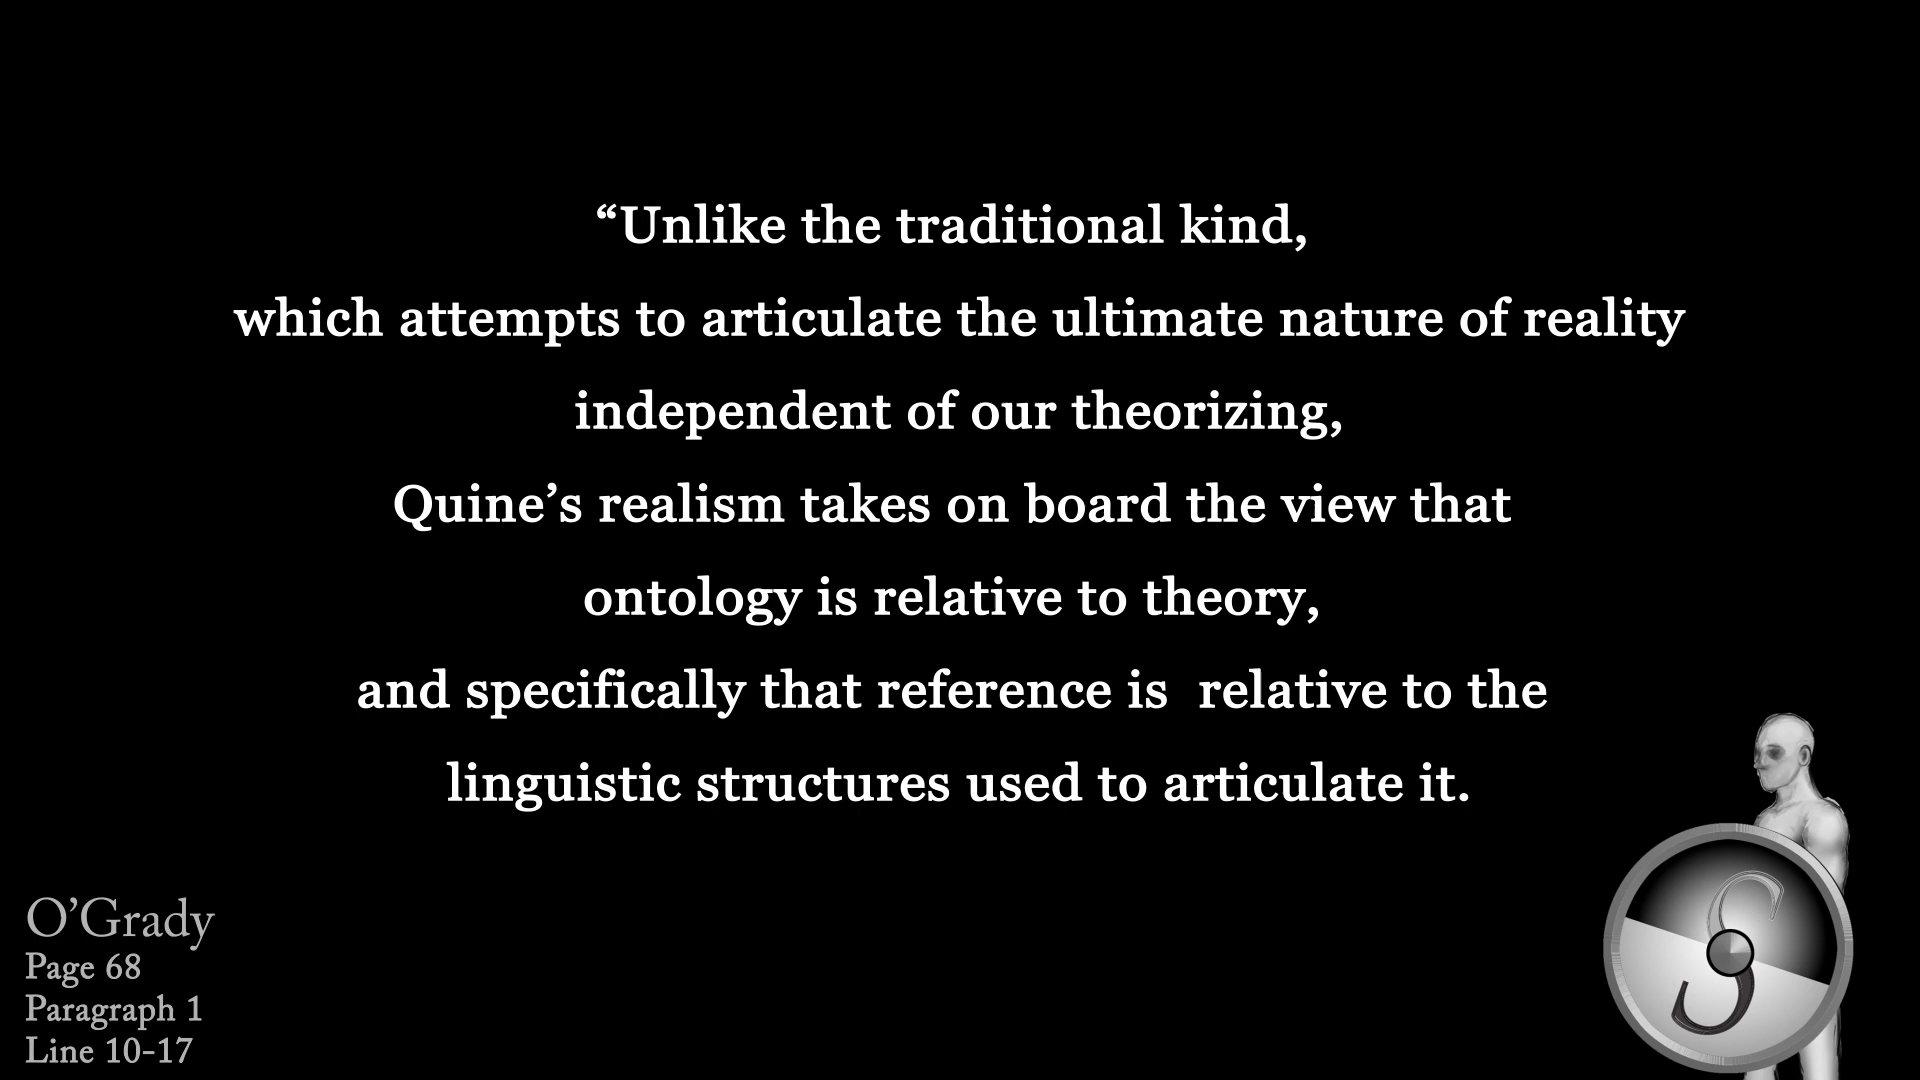 “Unlike the traditional kind,
which attempts to articulate the ultimate nature of reality
independent of our theorizing,
Quine’s realism takes on board the view that
ontology is relative to theory,
and specifically that reference is  relative to the
linguistic structures used to articulate it.
O’Grady
Page 68
Paragraph 1
Line 10-17
S